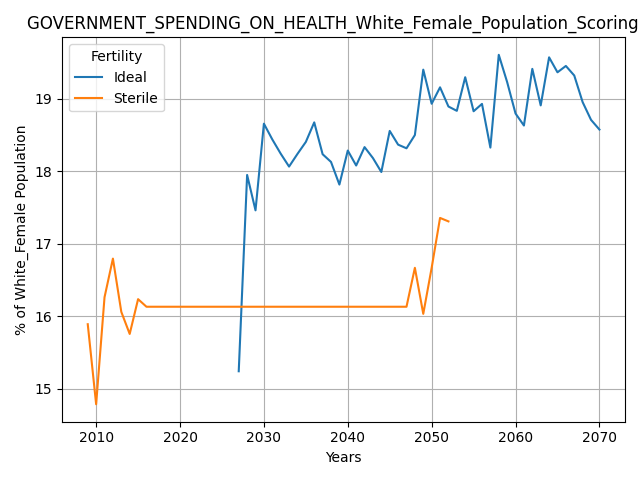 GOVERNMENT_SPENDING_ON_HEALTH_White_Female_Population_Scoring
Fertility
Ideal
Sterile
% of White_Female Population
19
18
17
16
15
2010 2020 2030 2040 2050 2060 2070
Years